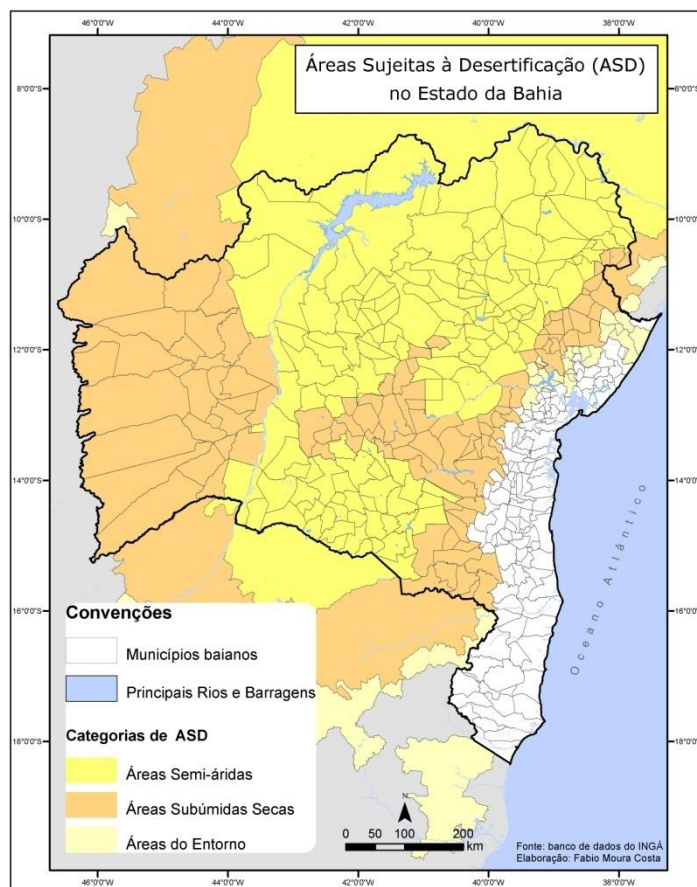 46°0'0"W 44°0'0"W 42°0'0"W 40°0'0"W 38°0'0"W
Áreas Sujeitas à Desertificação (ASD)
no Estado da Bahia
8°0'0"S 6°0'0"S
10°0'0"S 10°0'0"S
12°0'0"S 12°0'0"S
14°0'0"S 14°0'0"S
Oceano Atlântico
16°0'0"S 16°0'0"S
18°0'0"S 18°0'0"S
Convenções
Municípios baianos
Principais Rios e Barragens
Categorias de ASD
Áreas Semi-áridas
Áreas Subúmidas Secas
Áreas do Entorno
N
0 50 100 200
km
Fonte: banco de dados do INGÁ
Elaboração: Fabio Moura Costa
46°0'0"W 44°0'0"W 42°0'0"W 40°0'0"W 38°0'0"W